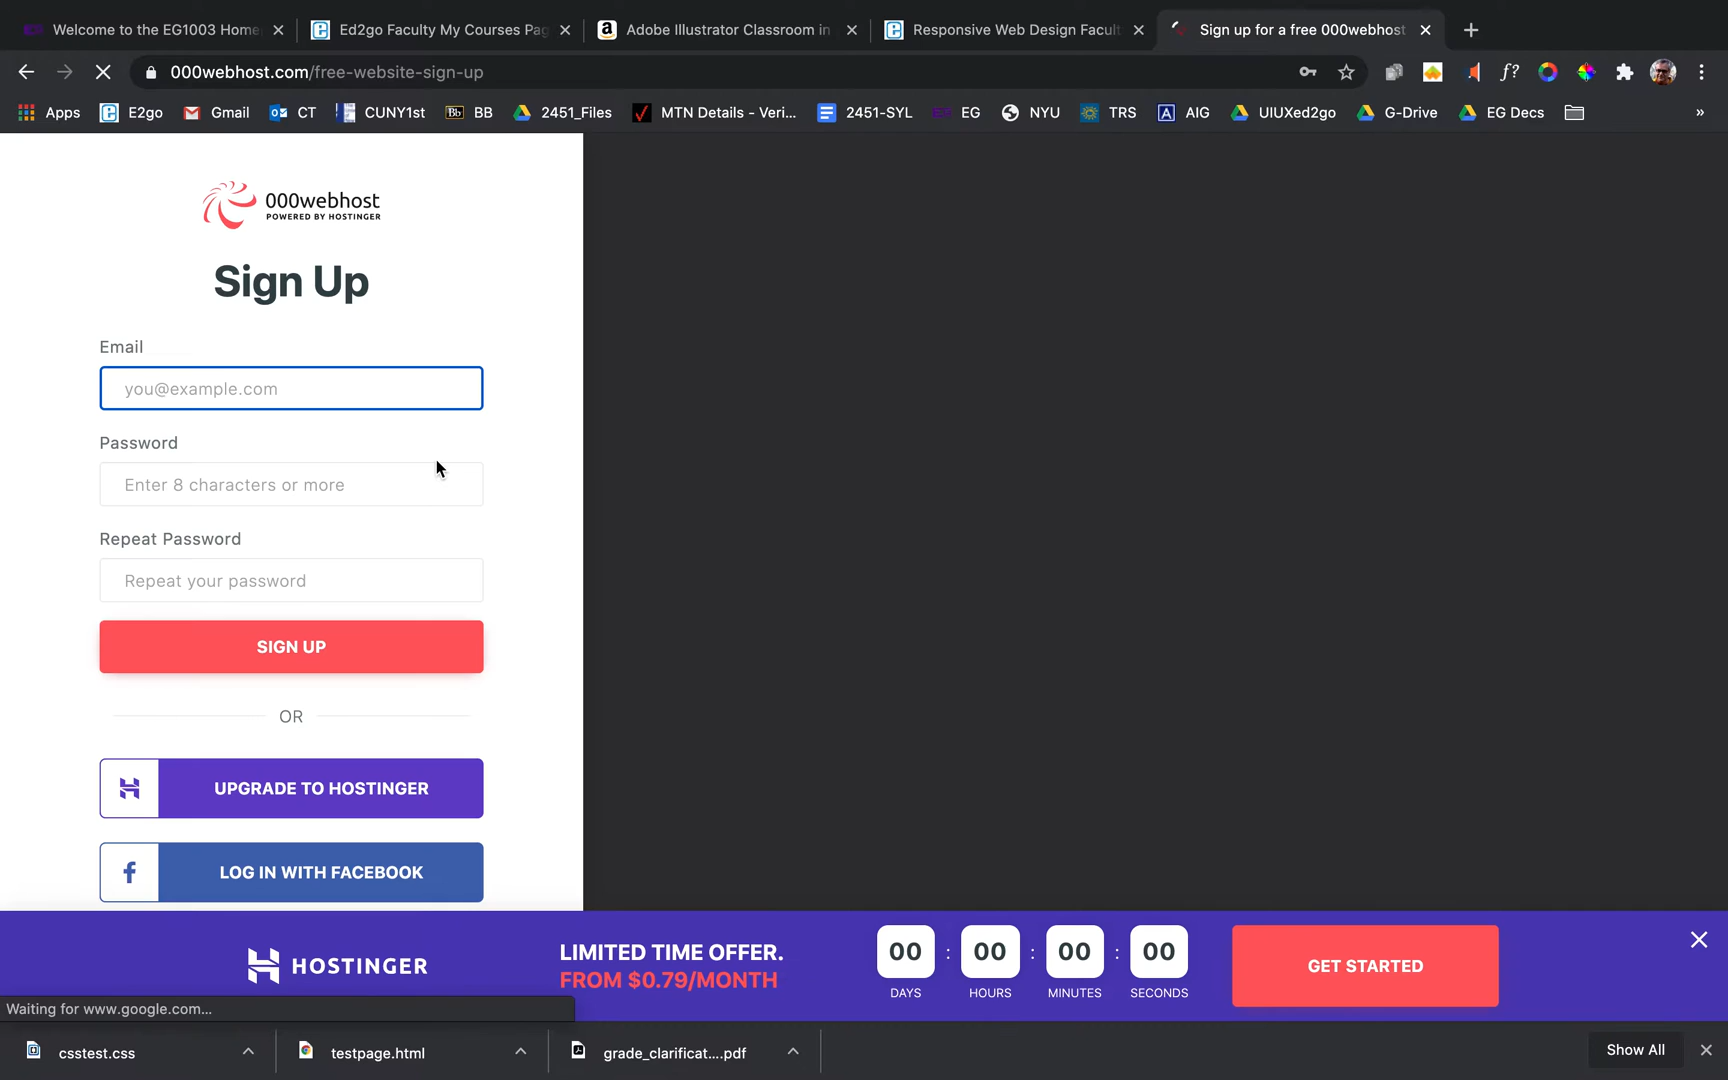 Welcome to the EG1003 Home
Ed2go Faculty My Courses Pag
Adobe Illustrator Classroom in
Responsive Web Design Facult
Sign up for a free 000webhost
000webhost.com/free-website-sign-up
f?
Apps E2go Gmail CT CUNY1st Bb BB 2451_Files MTN Details - Veri... 2451-SYL EG NYU TRS A AIG UIUXed2go G-Drive EG Decs »
000webhost
POWERED BY HOSTINGER
Sign Up
Email
you@example.com
Password
Enter 8 characters or more
Repeat Password
Repeat your password
SIGN UP
OR
UPGRADE TO HOSTINGER
LOG IN WITH FACEBOOK
HOSTINGER
LIMITED TIME OFFER.
FROM $0.79/MONTH
00 : 00 : 00 : 00
DAYS HOURS MINUTES SECONDS
GET STARTED
Waiting for www.google.com...
csstest.css
testpage.html
grade_clarificat....pdf
Show All